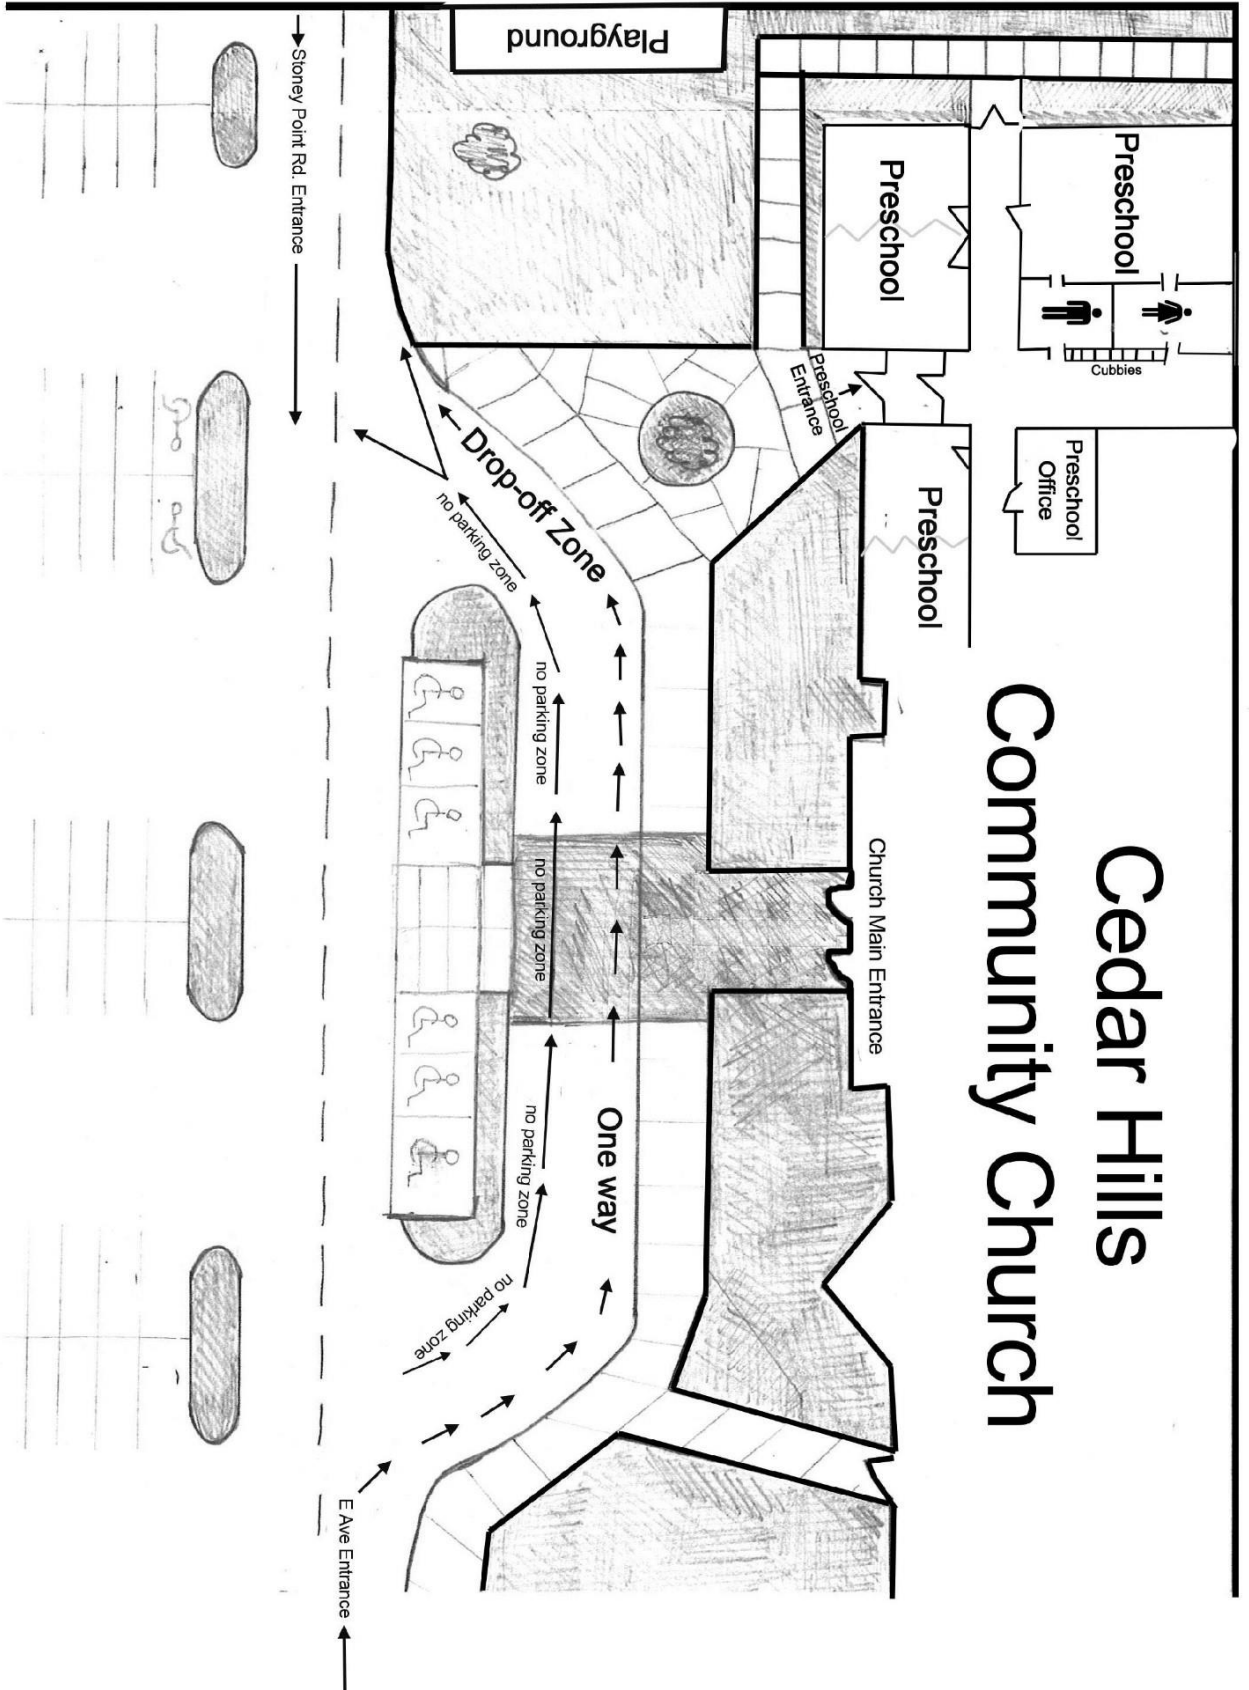 Cedar Hills
Community Church
Playground
Preschool
Preschool
Cubbies
Preschool
Entrance
Preschool
Office
Preschool
Church Main Entrance
Stoney Point Rd. Entrance
Drop-off Zone
no parking zone
no parking zone
no parking zone
no parking zone
no parking zone
One way
E Ave Entrance